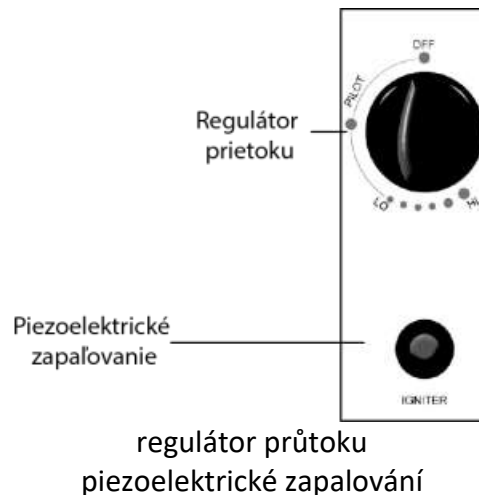 OFF
PILOT
Regulátor
prietoku
LO
HI
Piezoelektrické
zapaľovanie
IGNITER
regulátor průtoku
piezoelektrické zapalování